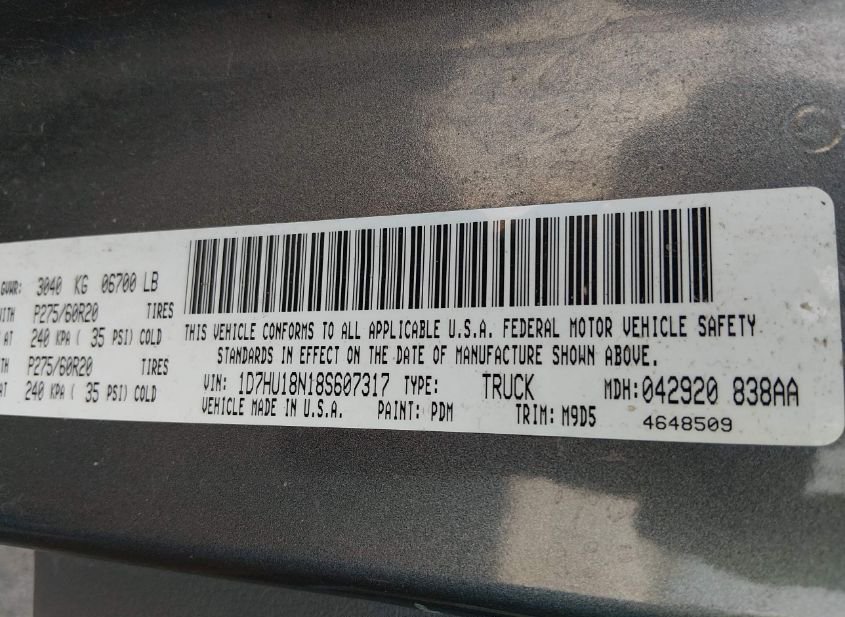 GVWR: 3040 KG 06700 LB
WITH P275/60R20 TIRES
AT 240 KPA ( 35 PSI) COLD
P275/60R20 TIRES
AT 240 KPA ( 35 PSI) COLD
THIS VEHICLE CONFORMS TO ALL APPLICABLE U.S.A. FEDERAL MOTOR VEHICLE SAFETY
STANDARDS IN EFFECT ON THE DATE OF MANUFACTURE SHOWN ABOVE.
VIN: 1D7HU18N18S607317 TYPE: TRUCK MDH:042920 838AA
VEHICLE MADE IN U.S.A. PAINT: PDM TRIM: M9D5 4648509